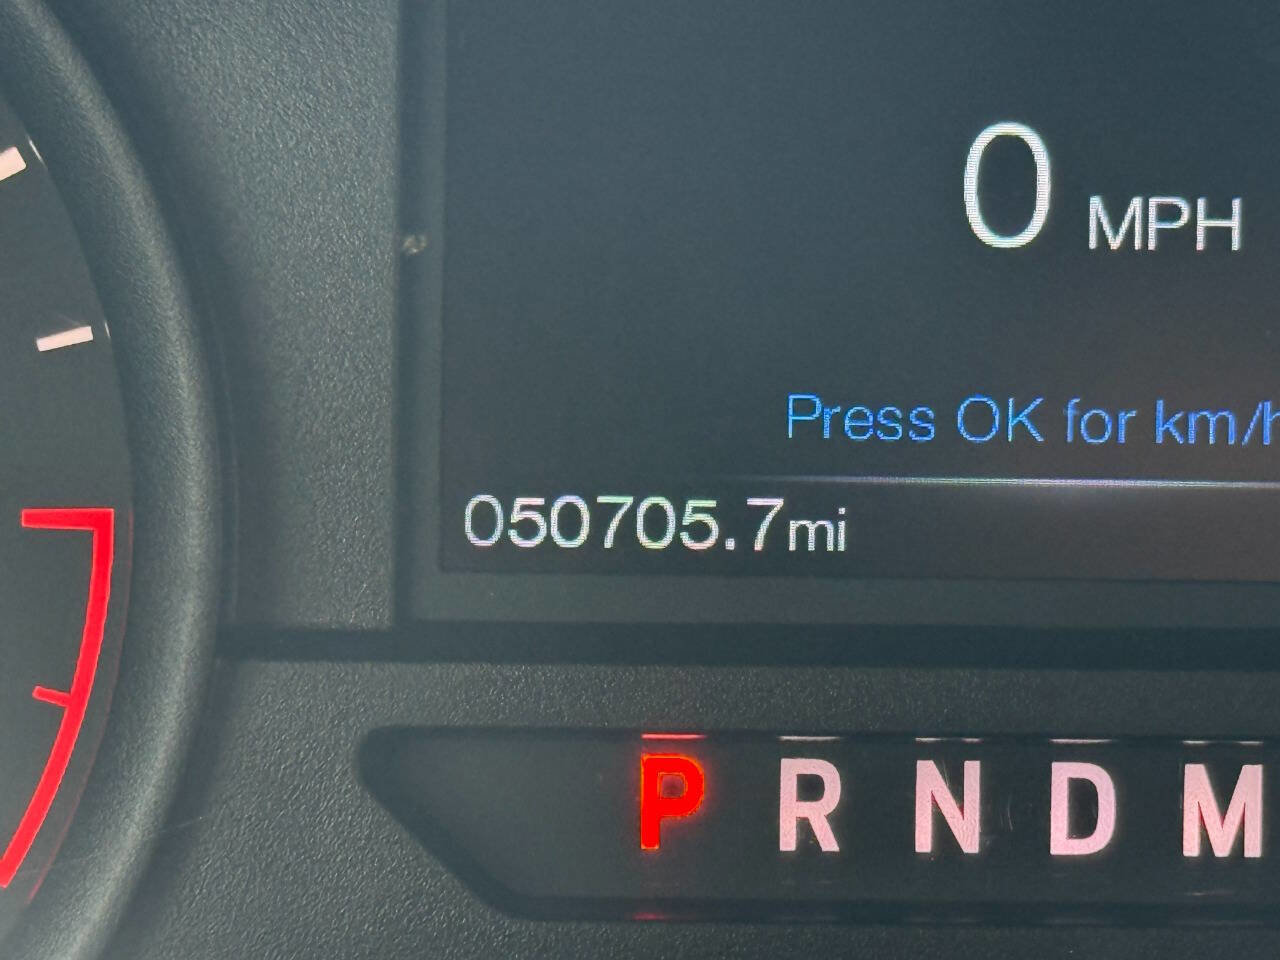 0 MPH
Press OK for km/h
050705.7mi
P R N D M